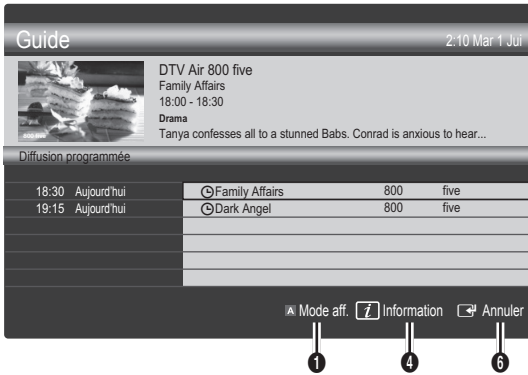 Guide 2:10 Mar 1 Jui
DTV Air 800 five
Family Affairs
18:00 - 18:30
Drama
Tanya confesses all to a stunned Babs. Conrad is anxious to hear...
800 five
Diffusion programmée
18:30 Aujourd'hui Family Affairs 800 five
19:15 Aujourd'hui Dark Angel 800 five
A Mode aff. i Information Annuler
1 4 6